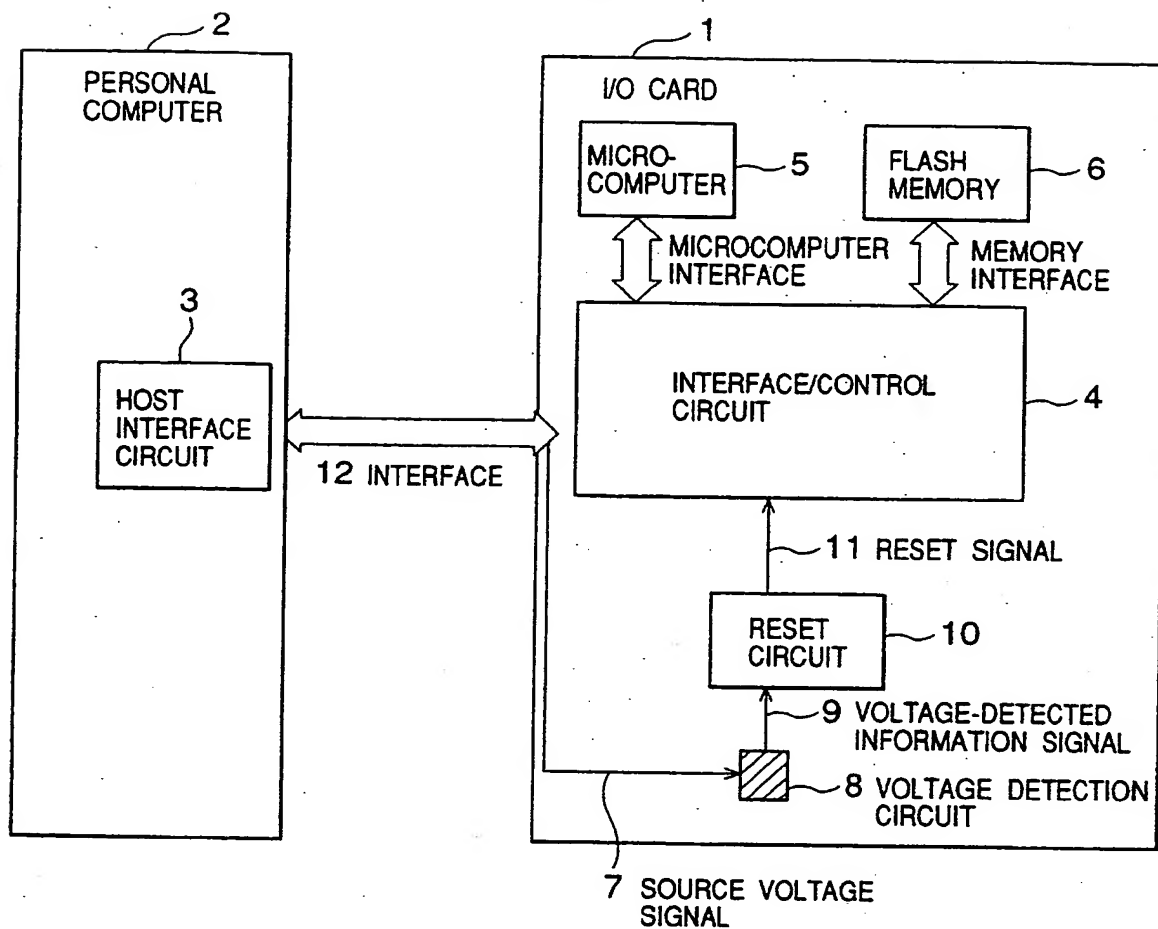 2
PERSONAL
COMPUTER
3
HOST
INTERFACE
CIRCUIT
12 INTERFACE
1
I/O CARD
MICRO-
COMPUTER
5
FLASH
MEMORY
6
MICROCOMPUTER
INTERFACE
MEMORY
INTERFACE
INTERFACE/CONTROL
CIRCUIT
4
11 RESET SIGNAL
RESET
CIRCUIT
10
9 VOLTAGE-DETECTED
INFORMATION SIGNAL
8 VOLTAGE DETECTION
CIRCUIT
7 SOURCE VOLTAGE
SIGNAL